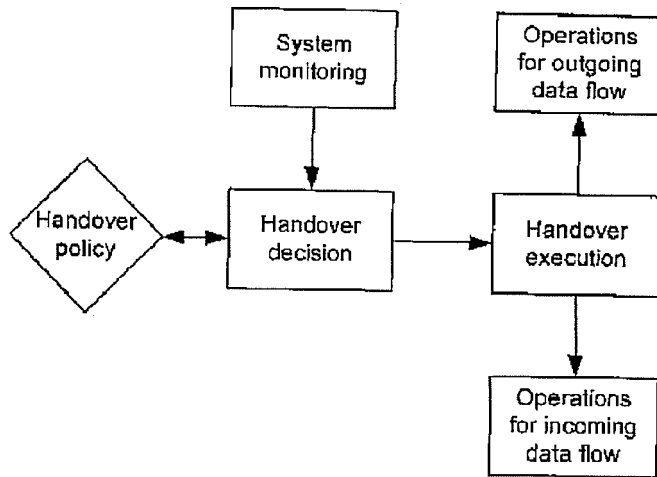 System
monitoring
Operations
for outgoing
data flow
Handover
policy
Handover
decision
Handover
execution
Operations
for incoming
data flow